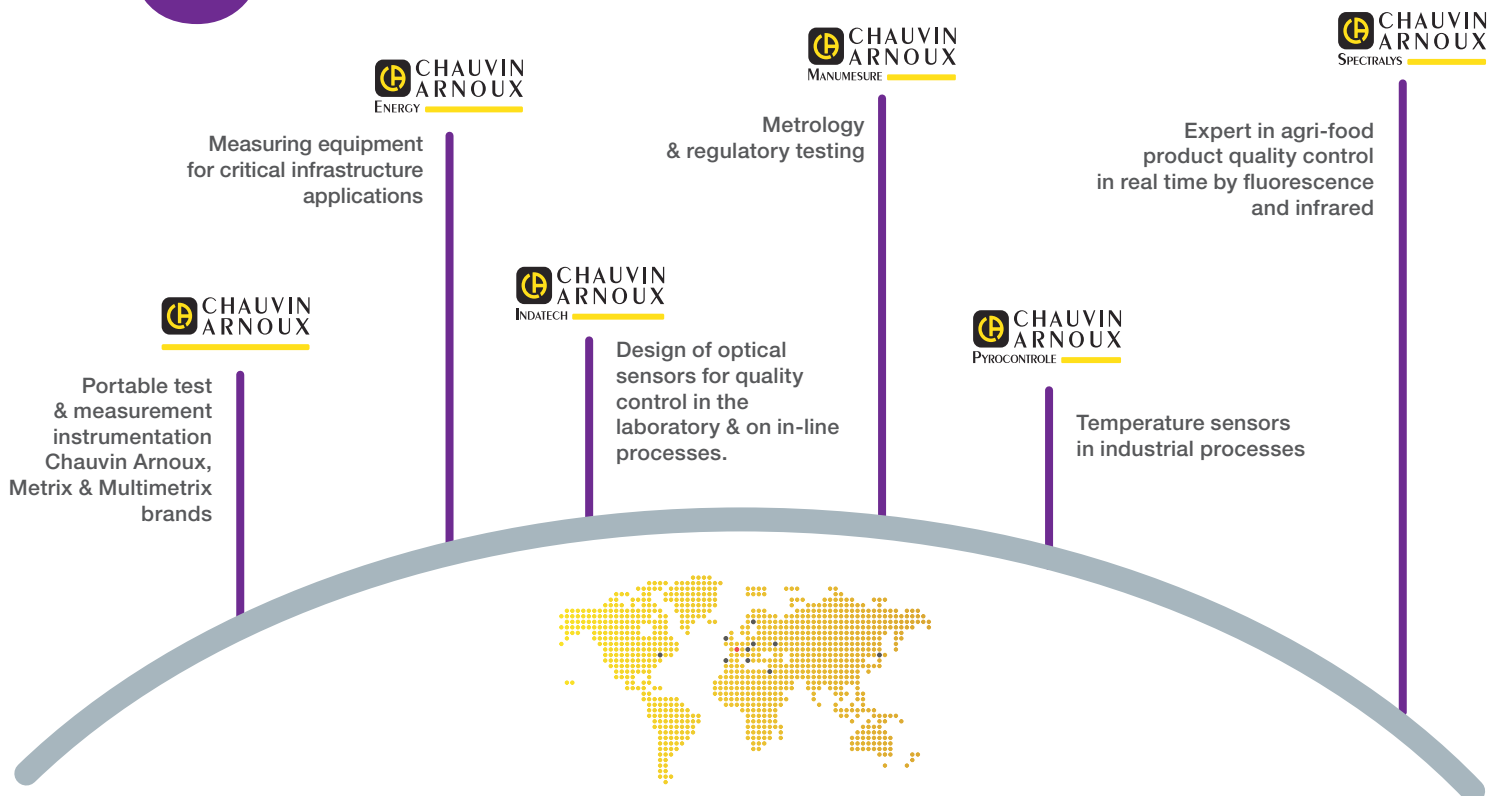 CHAUVIN
ARNOUX
Portable test
& measurement
instrumentation
Chauvin Arnoux,
Metrix & Multimetrix
brands
CHAUVIN
ARNOUX
ENERGY
Measuring equipment
for critical infrastructure
applications
CHAUVIN
ARNOUX
INDATECH
Design of optical
sensors for quality
control in the
laboratory & on in-line
processes.
CHAUVIN
ARNOUX
MANUMESURE
Metrology
& regulatory testing
CHAUVIN
ARNOUX
PYROCONTROLE
Temperature sensors
in industrial processes
CHAUVIN
ARNOUX
SPECTRALYS
Expert in agri-food
product quality control
in real time by fluorescence
and infrared